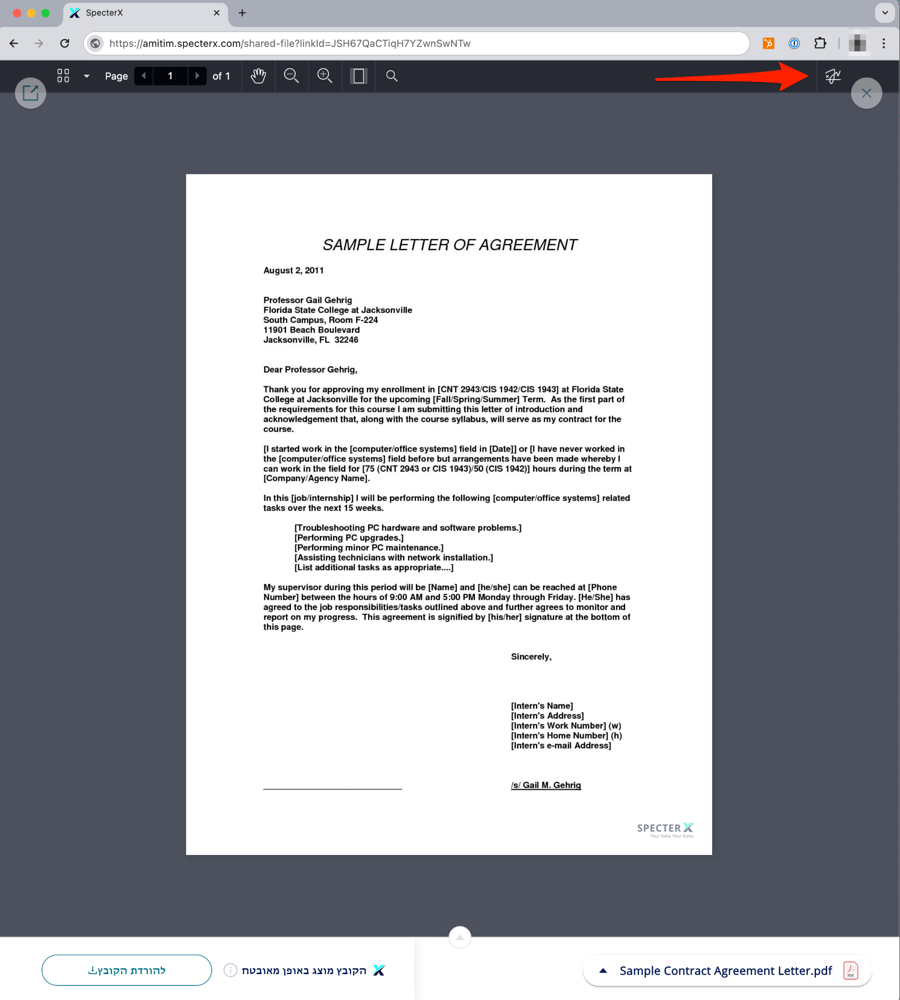 SpecterX
https://amitim.specterx.com/shared-file?linkId=JSH67QaCTiqH7YZwnSwNTw
Page 1 of 1
SAMPLE LETTER OF AGREEMENT
August 2, 2011
Professor Gail Gehrig
Florida State College at Jacksonville
South Campus, Room F-224
11901 Beach Boulevard
Jacksonville, FL  32246
Dear Professor Gehrig,
Thank you for approving my enrollment in [CNT 2943/CIS 1942/CIS 1943] at Florida State
College at Jacksonville for the upcoming [Fall/Spring/Summer] Term.  As the first part of
the requirements for this course I am submitting this letter of introduction and
acknowledgement that, along with the course syllabus, will serve as my contract for the
course.
[I started work in the [computer/office systems] field in [Date]] or [I have never worked in
the [computer/office systems] field before but arrangements have been made whereby I
can work in the field for [75 (CNT 2943 or CIS 1943)/50 (CIS 1942)] hours during the term at
[Company/Agency Name].
In this [job/internship] I will be performing the following [computer/office systems] related
tasks over the next 15 weeks.
[Troubleshooting PC hardware and software problems.]
[Performing PC upgrades.]
[Performing minor PC maintenance.]
[Assisting technicians with network installation.]
[List additional tasks as appropriate....]
My supervisor during this period will be [Name] and [he/she] can be reached at [Phone
Number] between the hours of 9:00 AM and 5:00 PM Monday through Friday. [He/She] has
agreed to the job responsibilities/tasks outlined above and further agrees to monitor and
report on my progress.  This agreement is signified by [his/her] signature at the bottom of
this page.
Sincerely,
[Intern's Name]
[Intern's Address]
[Intern's Work Number] (w)
[Intern's Home Number] (h)
[Intern's e-mail Address]
/s/ Gail M. Gehrig
SPECTERX
Your Data. Your Rules.
להורדת הקובץ
הקובץ מוצג באופן מאובטח
Sample Contract Agreement Letter.pdf
PDF